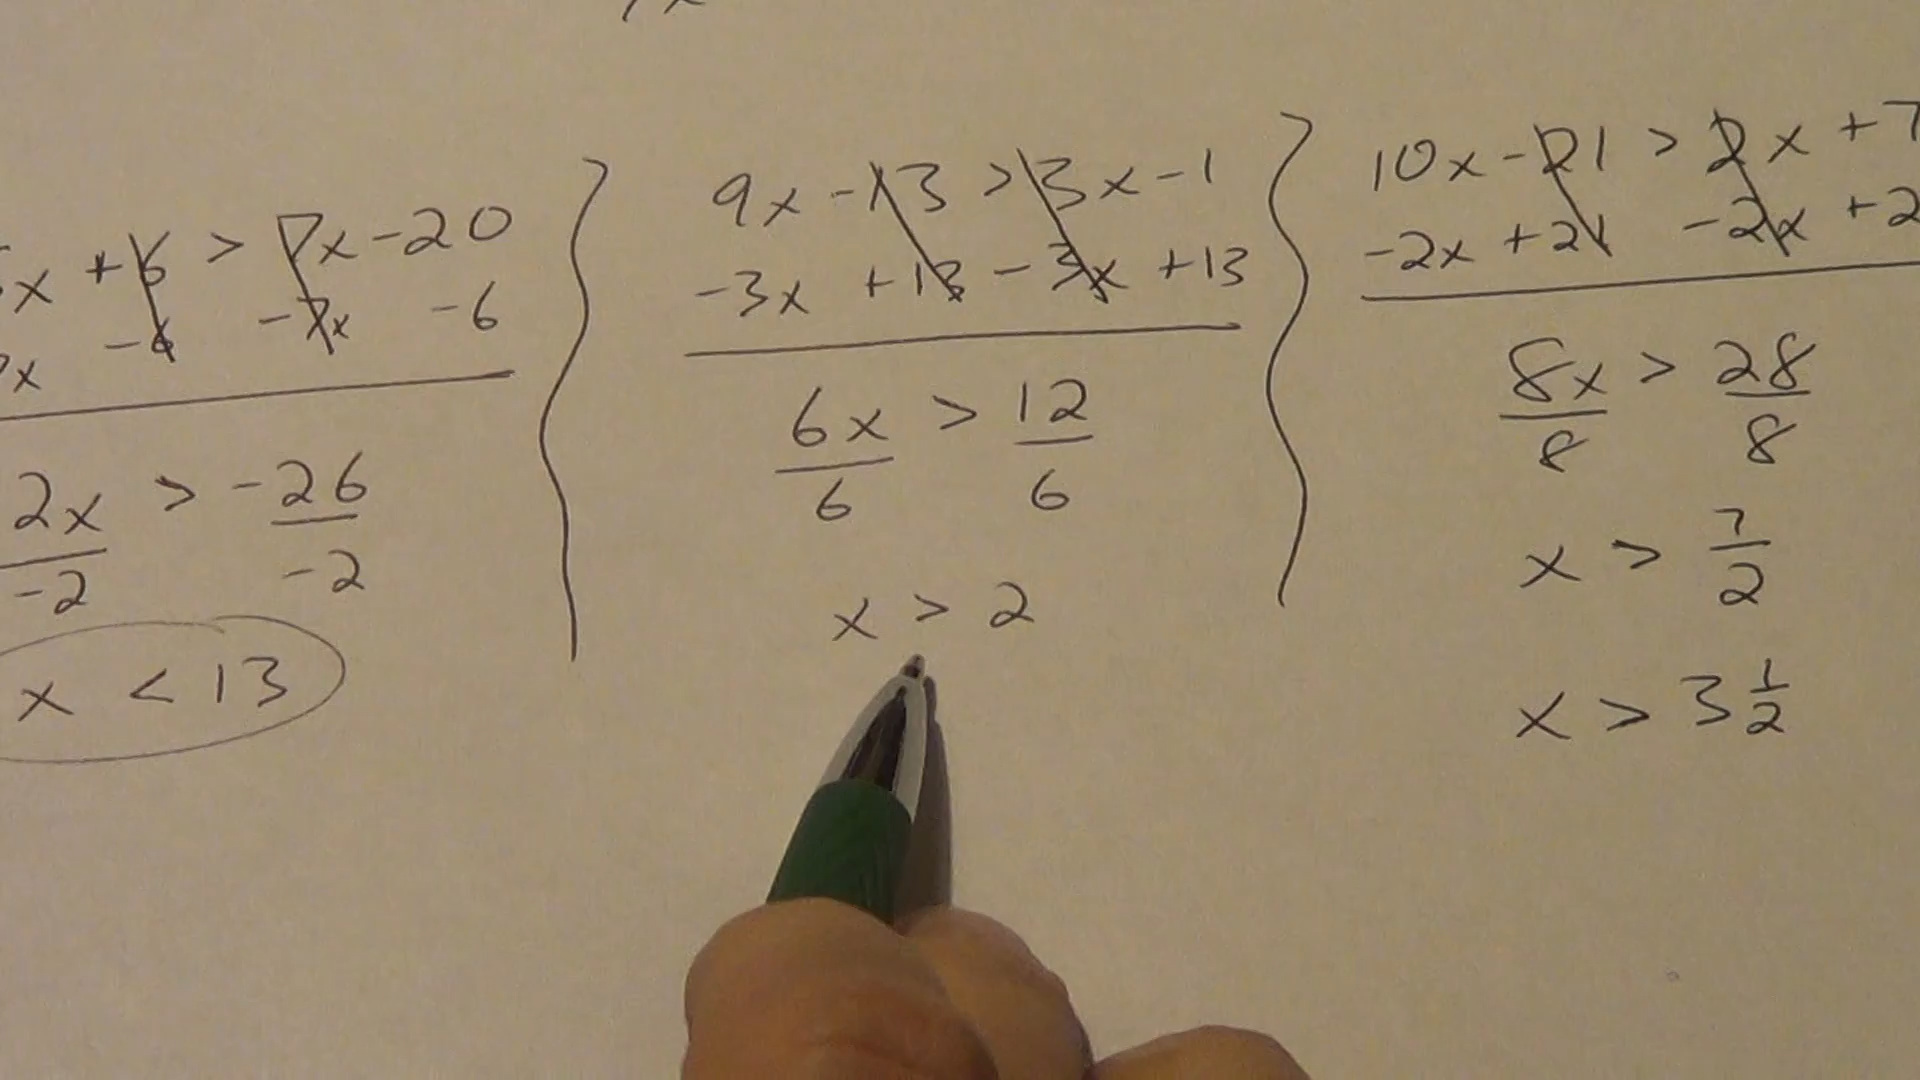 x + 6 > 7x - 20
x - 6 - 7x - 6
2x > -26
-2 -2
x < 13
9x - 13 > 3x - 1
-3x + 13 - 3x + 13
6x > 12
6 6
x > 2
10x - 21 > 2x + 7
-2x + 21 - 2x + 2
8x > 28
8 8
x > 7/2
x > 3 1/2